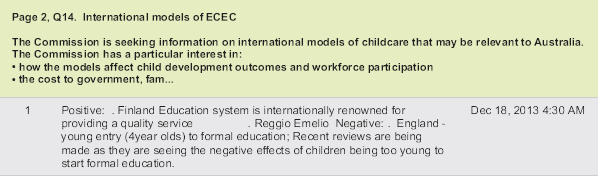 Page 2, Q14. International models of ECEC
The Commission is seeking information on international models of childcare that may be relevant to Australia.
The Commission has a particular interest in:
• how the models affect child development outcomes and workforce participation
• the cost to government, fam...
1 Positive: . Finland Education system is internationally renowned for Dec 18, 2013 4:30 AM
providing a quality service . Reggio Emelio Negative: . England -
young entry (4year olds) to formal education; Recent reviews are being
made as they are seeing the negative effects of children being too young to
start formal education.